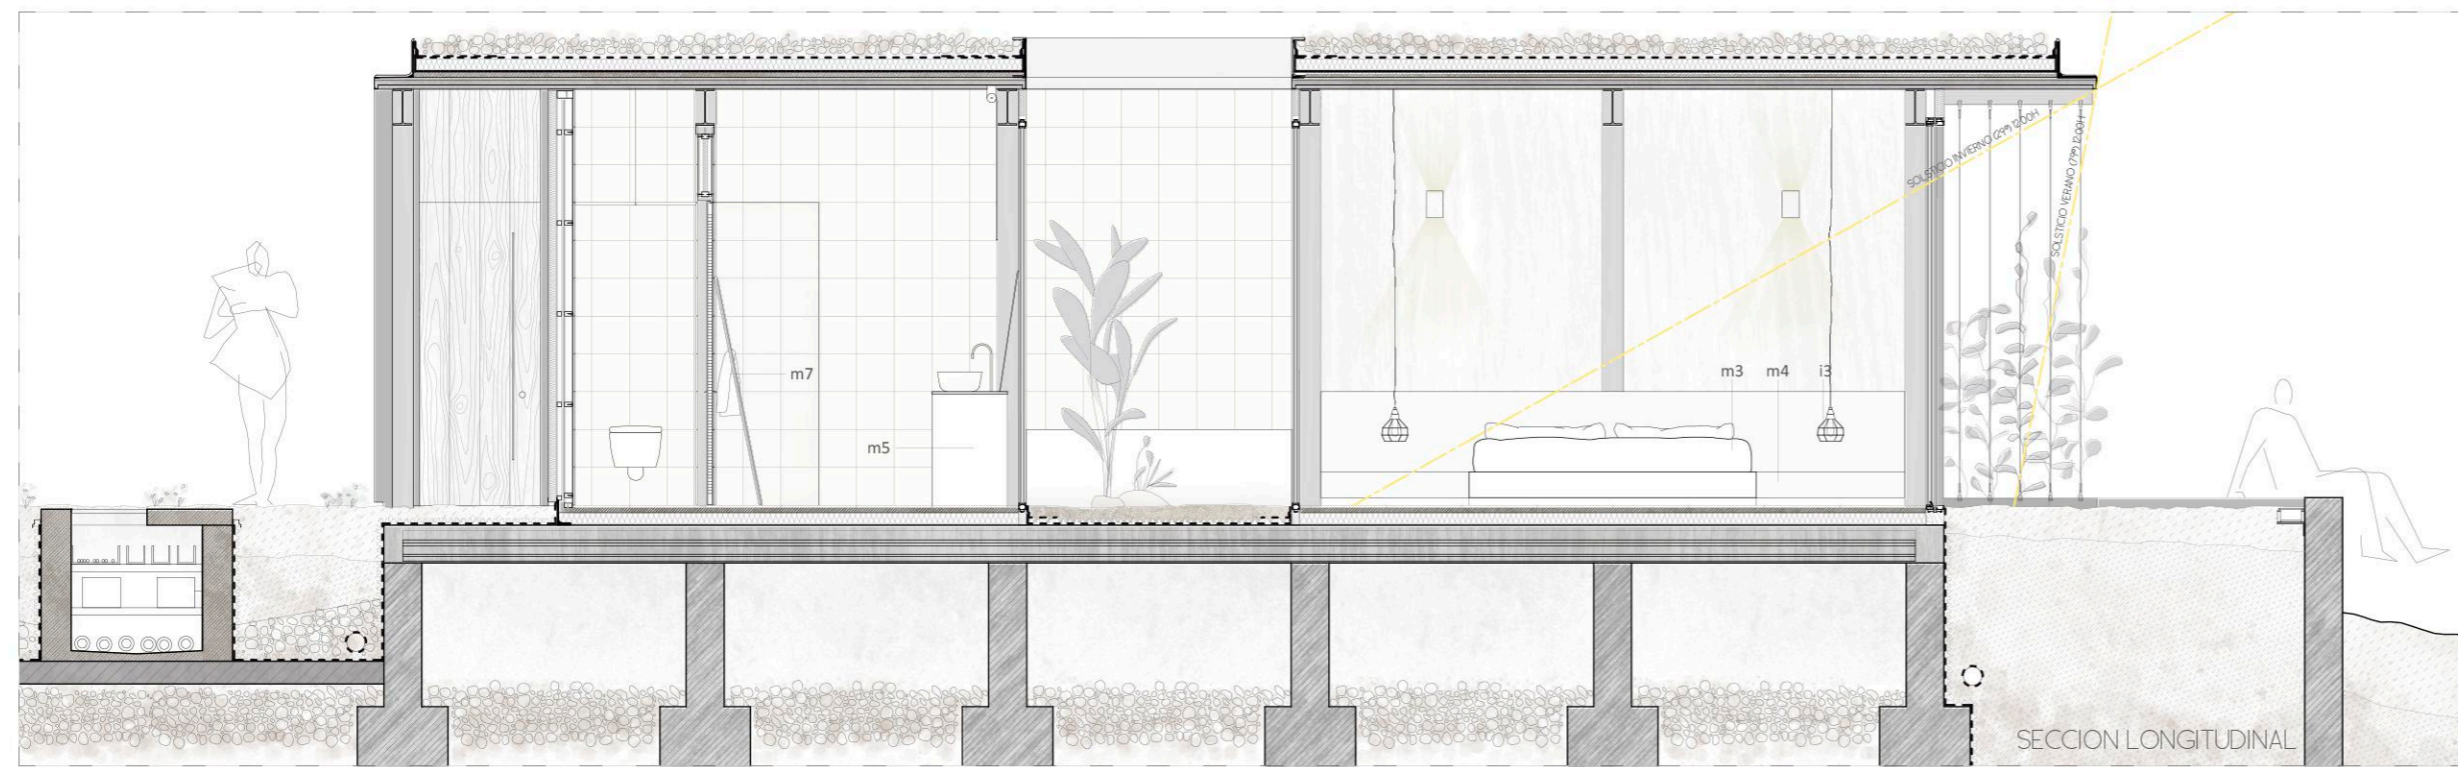 SOLSTICIO INVIERNO (29º) 12:00H
SOLSTICIO VERANO (79º) 12:00H
m7
m3 m4 i3
m5
SECCION LONGITUDINAL